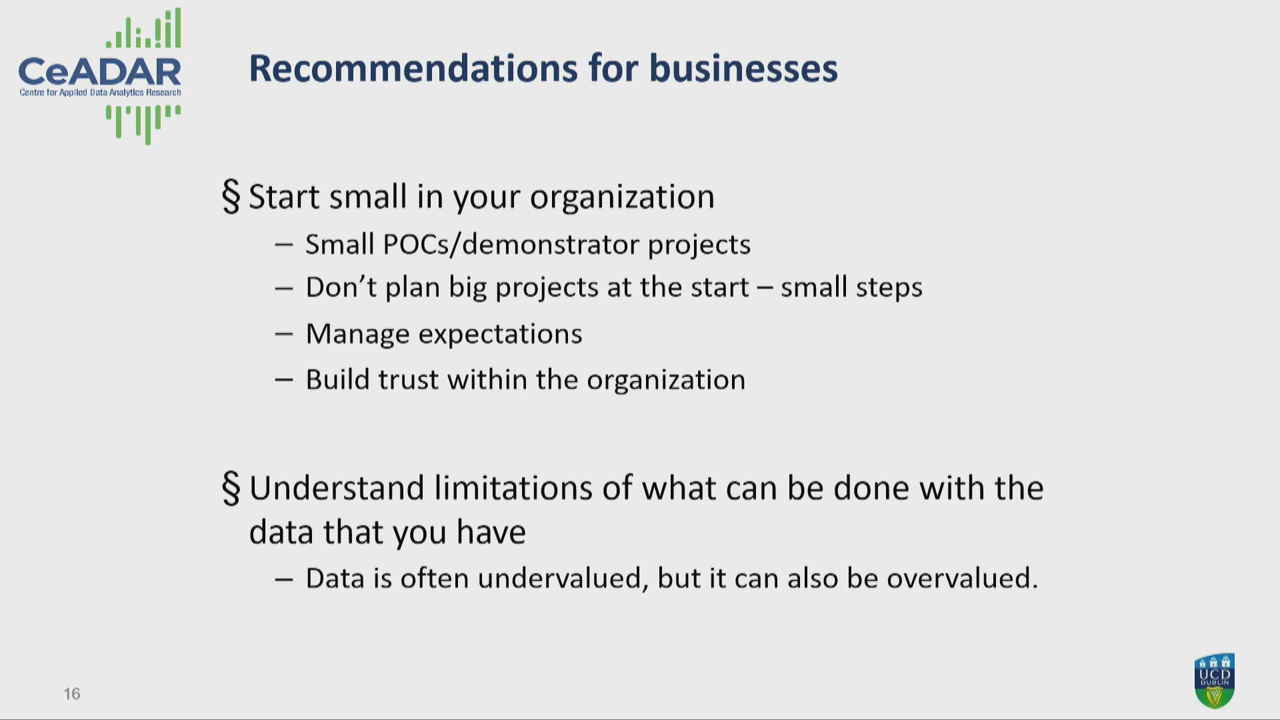 CeADAR
Centre for Applied Data Analytics Research
Recommendations for businesses
§ Start small in your organization
– Small POCs/demonstrator projects
– Don’t plan big projects at the start – small steps
– Manage expectations
– Build trust within the organization
§ Understand limitations of what can be done with the
data that you have
– Data is often undervalued, but it can also be overvalued.
16
UCD
DUBLIN